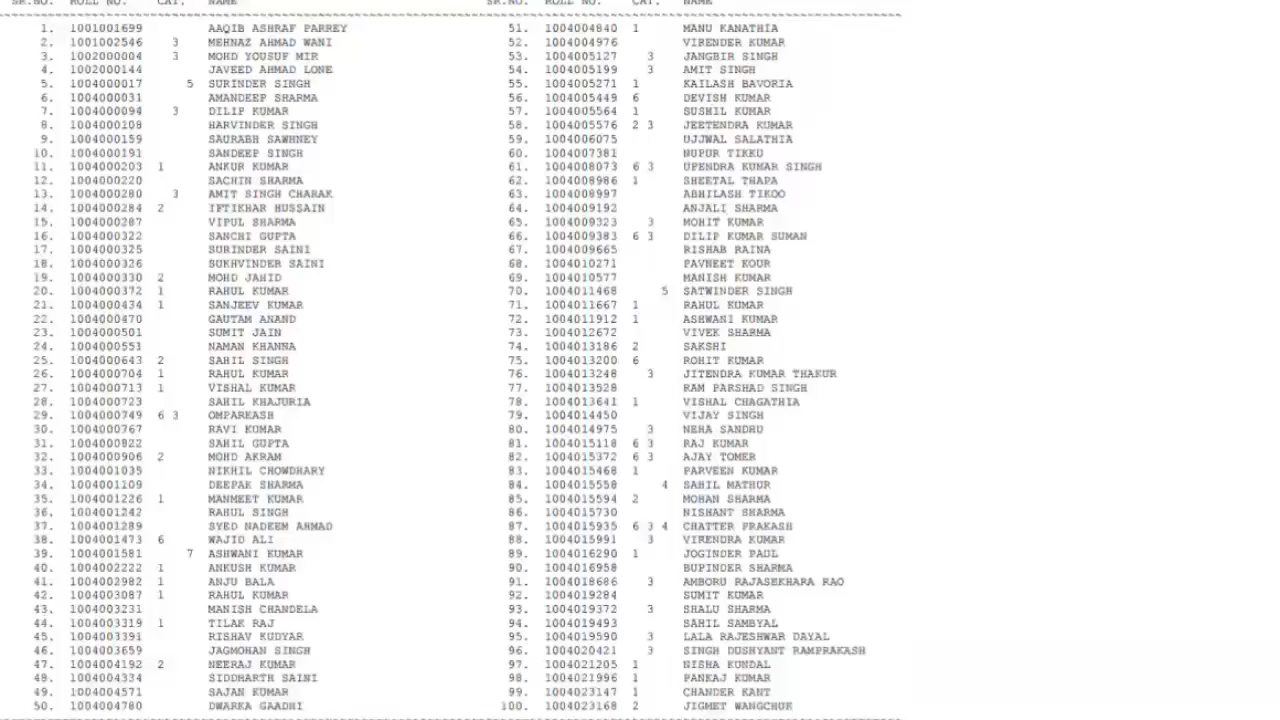 SR.NO. ROLL NO. CAT. NAME
1. 1001001699 AAQIB ASHRAF PARREY
2. 1001002546 3 MEHNAZ AHMAD WANI
3. 1002000004 3 MOHD YOUSUF MIR
4. 1002000144 JAVEED AHMAD LONE
5. 1004000017 5 SURINDER SINGH
6. 1004000031 AMANDEEP SHARMA
7. 1004000094 3 DILIP KUMAR
8. 1004000108 HARVINDER SINGH
9. 1004000159 SAURABH SAWHNEY
10. 1004000191 SANDEEP SINGH
11. 1004000203 1 ANKUR KUMAR
12. 1004000220 SACHIN SHARMA
13. 1004000280 3 AMIT SINGH CHARAK
14. 1004000284 2 IFTIKHAR HUSSAIN
15. 1004000287 VIPUL SHARMA
16. 1004000322 SANCHI GUPTA
17. 1004000325 SURINDER SAINI
18. 1004000326 SUKHVINDER SAINI
19. 1004000330 2 MOHD JAHID
20. 1004000372 1 RAHUL KUMAR
21. 1004000434 1 SANJEEV KUMAR
22. 1004000470 GAUTAM ANAND
23. 1004000501 SUMIT JAIN
24. 1004000553 NAMAN KHANNA
25. 1004000643 2 SAHIL SINGH
26. 1004000704 1 RAHUL KUMAR
27. 1004000713 1 VISHAL KUMAR
28. 1004000723 SAHIL KHAJURIA
29. 1004000749 6 3 OMPARKASH
30. 1004000767 RAVI KUMAR
31. 1004000822 SAHIL GUPTA
32. 1004000906 2 MOHD AKRAM
33. 1004001035 NIKHIL CHOWDHARY
34. 1004001109 DEEPAK SHARMA
35. 1004001226 1 MANMEET KUMAR
36. 1004001242 RAHUL SINGH
37. 1004001289 SYED NADEEM AHMAD
38. 1004001473 6 WAJID ALI
39. 1004001581 7 ASHWANI KUMAR
40. 1004002222 1 ANKUSH KUMAR
41. 1004002982 1 ANJU BALA
42. 1004003087 1 RAHUL KUMAR
43. 1004003231 MANISH CHANDELA
44. 1004003319 1 TILAK RAJ
45. 1004003391 RISHAV KUDYAR
46. 1004003659 JAGMOHAN SINGH
47. 1004004192 2 NEERAJ KUMAR
48. 1004004334 SIDDHARTH SAINI
49. 1004004571 SAJAN KUMAR
50. 1004004780 DWARKA GAADHI
SR.NO. ROLL NO. CAT. NAME
51. 1004004840 1 MANU KANATHIA
52. 1004004976 VIRENDER KUMAR
53. 1004005127 3 JANGBIR SINGH
54. 1004005199 3 AMIT SINGH
55. 1004005271 1 KAILASH BAVORIA
56. 1004005449 6 DEVISH KUMAR
57. 1004005564 1 SUSHIL KUMAR
58. 1004005576 2 3 JEETENDRA KUMAR
59. 1004006075 UJJWAL SALATHIA
60. 1004007381 NUPUR TIKKU
61. 1004008073 6 3 UPENDRA KUMAR SINGH
62. 1004008986 1 SHEETAL THAPA
63. 1004008997 ABHILASH TIKOO
64. 1004009192 ANJALI SHARMA
65. 1004009323 3 MOHIT KUMAR
66. 1004009383 6 3 DILIP KUMAR SUMAN
67. 1004009665 RISHAB RAINA
68. 1004010271 PAVNEET KOUR
69. 1004010577 MANISH KUMAR
70. 1004011468 5 SATWINDER SINGH
71. 1004011667 1 RAHUL KUMAR
72. 1004011912 1 ASHWANI KUMAR
73. 1004012672 VIVEK SHARMA
74. 1004013186 2 SAKSHI
75. 1004013200 6 ROHIT KUMAR
76. 1004013248 3 JITENDRA KUMAR THAKUR
77. 1004013528 RAM PARSHAD SINGH
78. 1004013641 1 VISHAL CHAGATHIA
79. 1004014450 VIJAY SINGH
80. 1004014975 3 NEHA SANDHU
81. 1004015118 6 3 RAJ KUMAR
82. 1004015372 6 3 AJAY TOMER
83. 1004015468 1 PARVEEN KUMAR
84. 1004015558 4 SAHIL MATHUR
85. 1004015594 2 MOHAN SHARMA
86. 1004015730 NISHANT SHARMA
87. 1004015935 6 3 4 CHATTER PRAKASH
88. 1004015991 3 VIRENDRA KUMAR
89. 1004016290 1 JOGINDER PAUL
90. 1004016958 BUPINDER SHARMA
91. 1004018686 3 AMBORU RAJASEKHARA RAO
92. 1004019284 SUMIT KUMAR
93. 1004019372 3 SHALU SHARMA
94. 1004019493 SAHIL SAMBYAL
95. 1004019590 3 LALA RAJESHWAR DAYAL
96. 1004020421 3 SINGH DUSHYANT RAMPRAKASH
97. 1004021205 1 NISHA KUNDAL
98. 1004021996 1 PANKAJ KUMAR
99. 1004023147 1 CHANDER KANT
100. 1004023168 2 JIGMET WANGCHUK